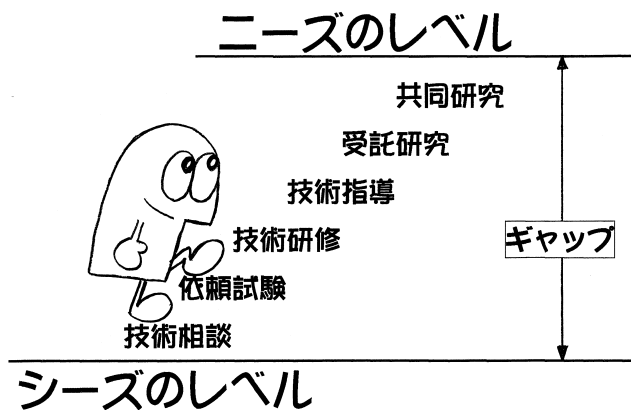 ニーズのレベル
共同研究
受託研究
技術指導
技術研修
ギャップ
依頼試験
技術相談
シーズのレベル